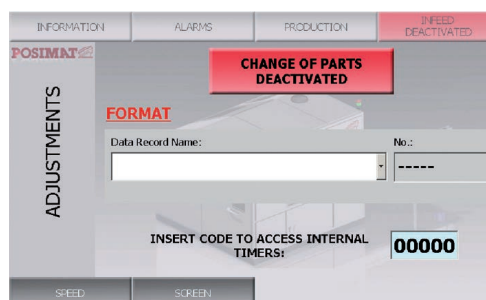 INFORMATION ALARMS PRODUCTION INFEED
DEACTIVATED
POSIMAT
CHANGE OF PARTS
DEACTIVATED
ADJUSTMENTS
FORMAT
Data Record Name: No.:
-----
INSERT CODE TO ACCESS INTERNAL
TIMERS:
00000
SPEED SCREEN